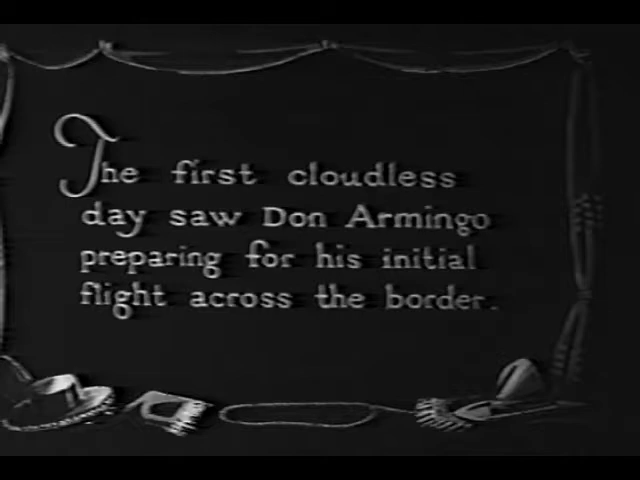 The first cloudless
day saw Don Armingo
preparing for his initial
flight across the border.